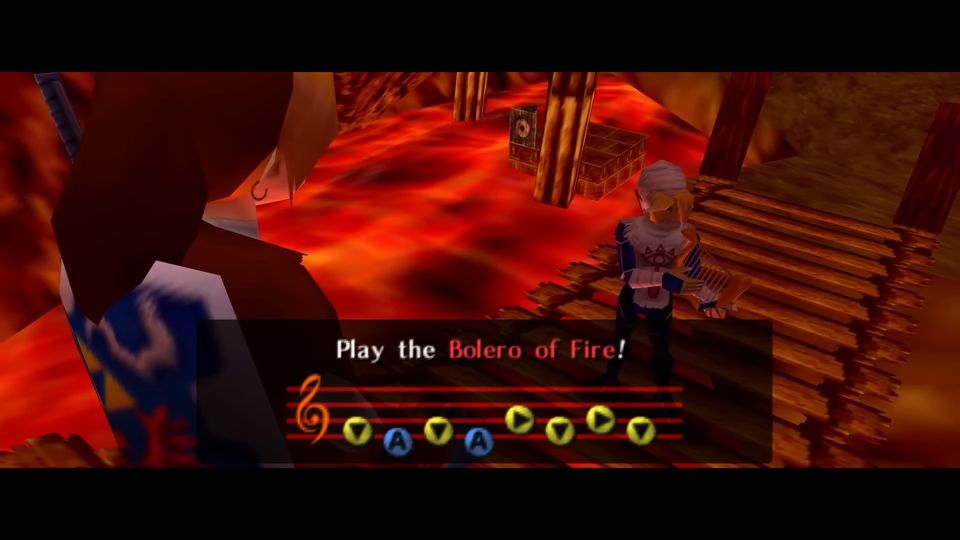 Play the Bolero of Fire!
▼ A ▼ A ▶ ▼ ▶ ▼